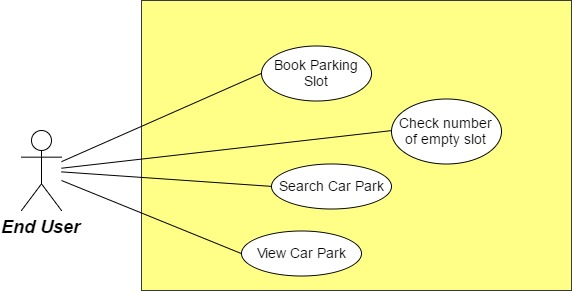 Book Parking
Slot
Check number
of empty slot
Search Car Park
End User
View Car Park